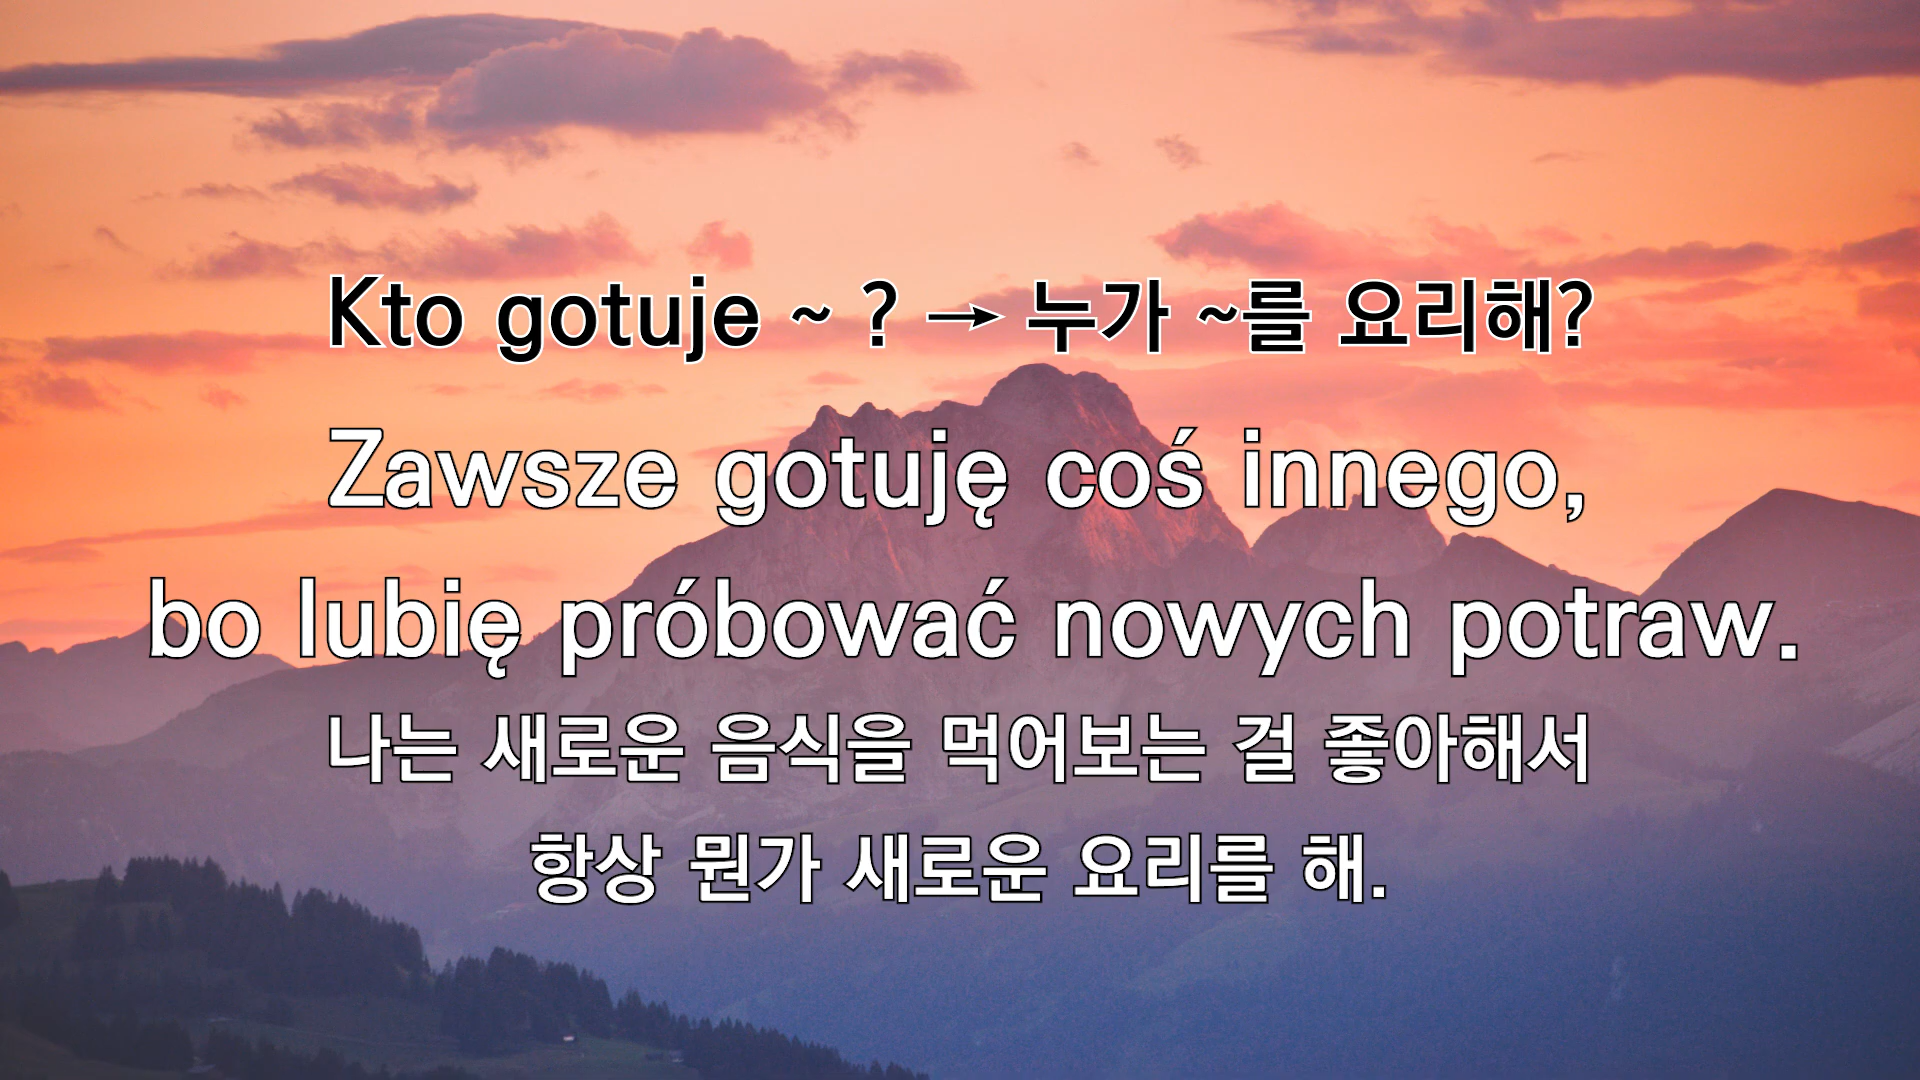 Kto gotuje ~ ? → 누가 ~를 요리해?
Zawsze gotuję coś innego,
bo lubię próbować nowych potraw.
나는 새로운 음식을 먹어보는 걸 좋아해서
항상 뭔가 새로운 요리를 해.